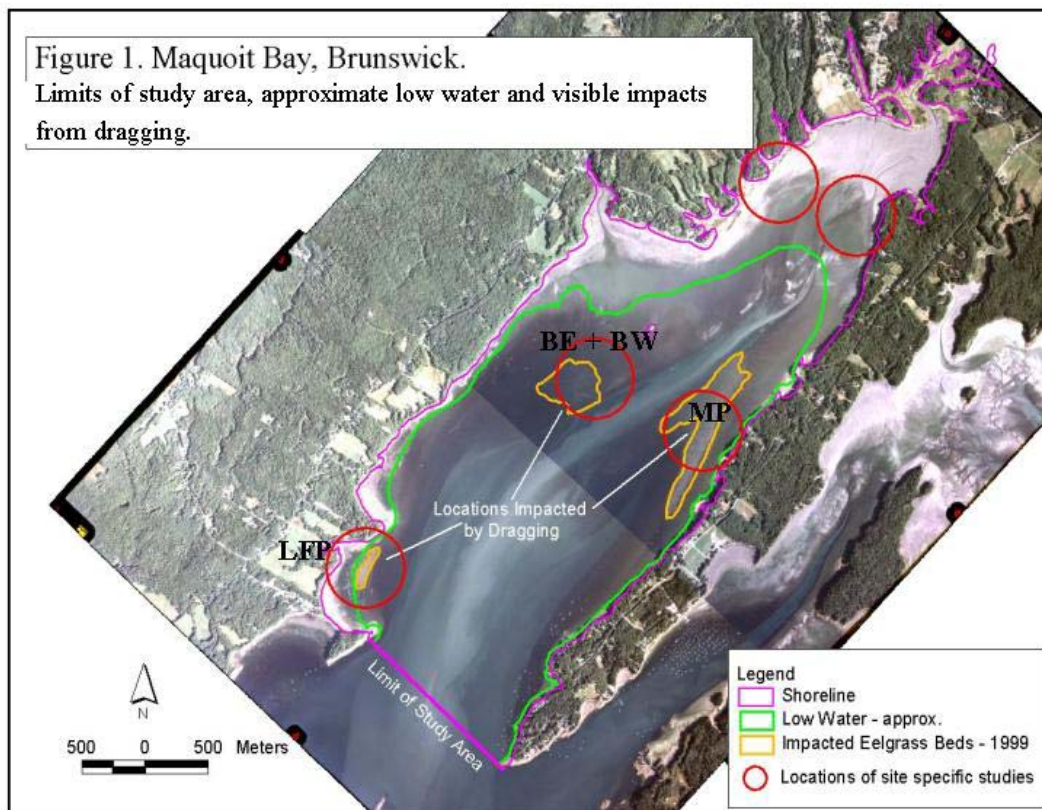 Figure 1. Maquoit Bay, Brunswick.
Limits of study area, approximate low water and visible impacts
from dragging.
BE + BW
MP
Locations Impacted
by Dragging
LFP
Limit of Study Area
N
500 0 500 Meters
Legend
Shoreline
Low Water - approx.
Impacted Eelgrass Beds - 1999
Locations of site specific studies